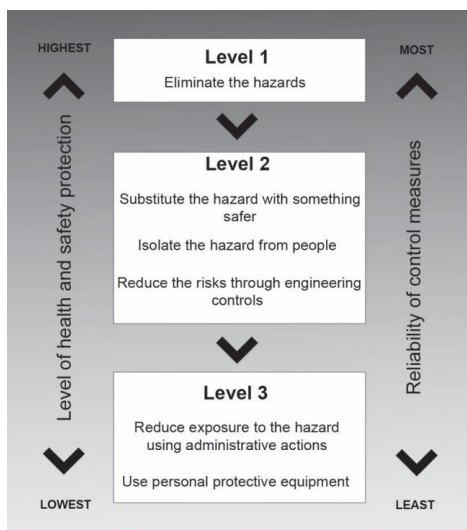 HIGHEST
Level 1
MOST
Eliminate the hazards
Level of health and safety protection
Reliability of control measures
Level 2
Substitute the hazard with something
safer
Isolate the hazard from people
Reduce the risks through engineering
controls
Level 3
Reduce exposure to the hazard
using administrative actions
Use personal protective equipment
LOWEST
LEAST